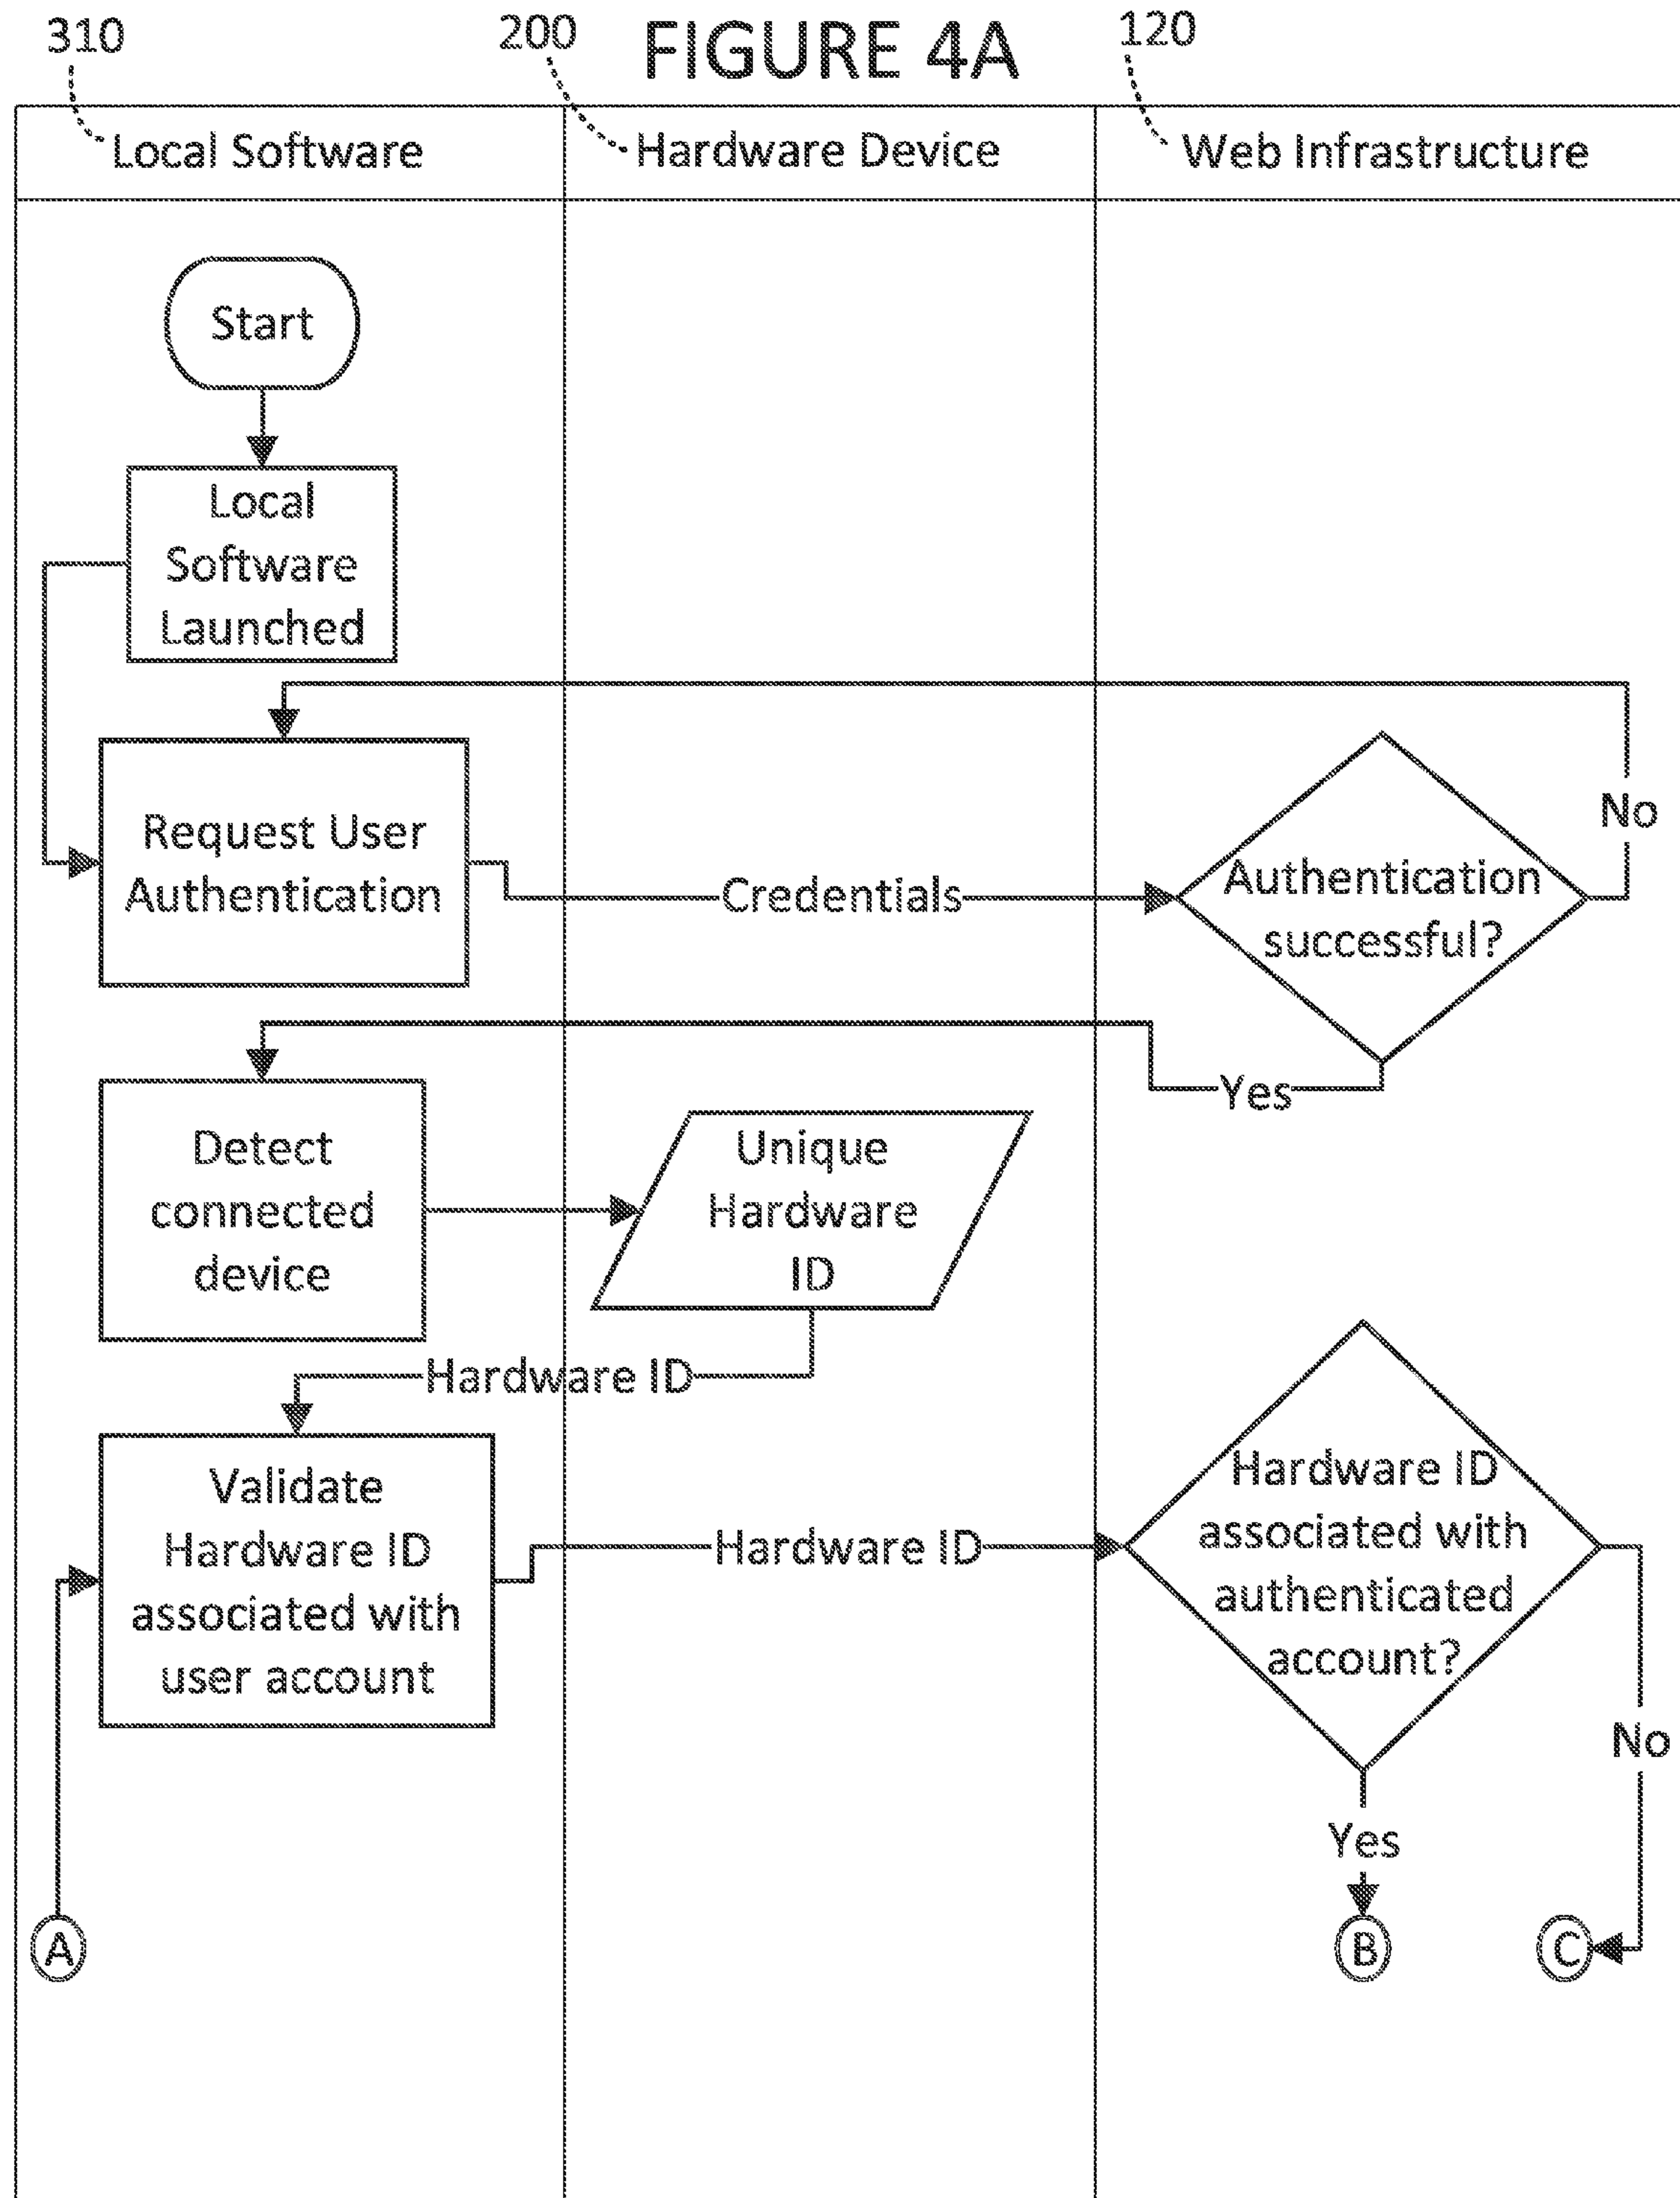 FIGURE 4A
310
200
120
Local Software
Hardware Device
Web Infrastructure
Start
Local
Software
Launched
Request User
Authentication
Credentials
Authentication
successful?
No
Yes
Detect
connected
device
Unique
Hardware
ID
Hardware ID
Validate
Hardware ID
associated with
user account
Hardware ID
Hardware ID
associated with
authenticated
account?
No
Yes
A
B
C